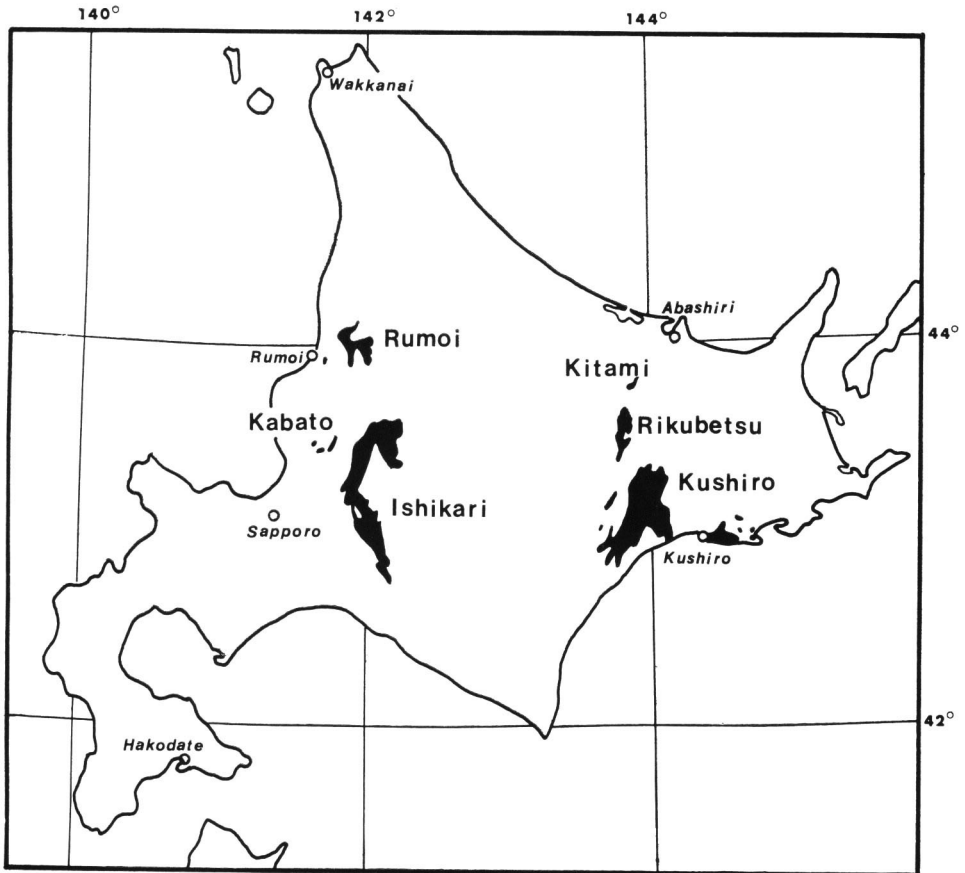 140°
142°
144°
Wakkanai
Abashiri
44°
Rumoi
Rumoi
Kitami
Kabato
Rikubetsu
Kushiro
Ishikari
Sapporo
Kushiro
42°
Hakodate